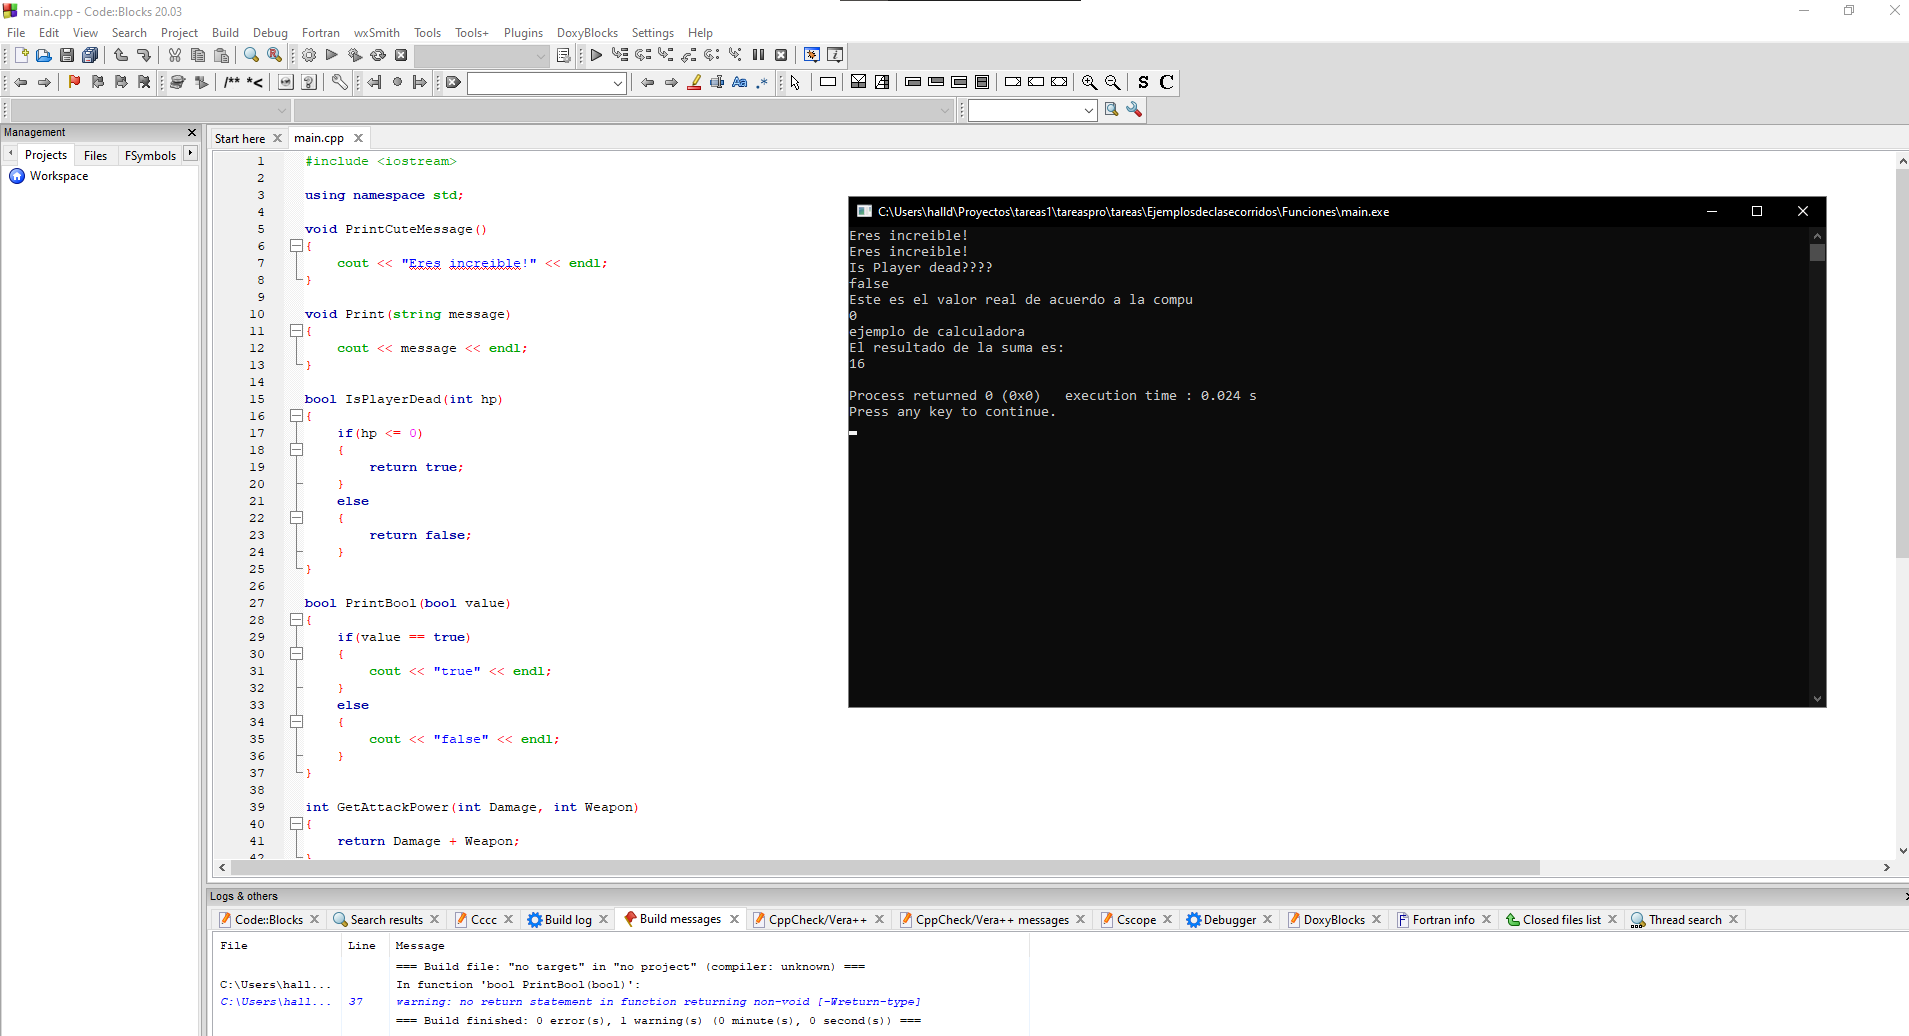 main.cpp - Code::Blocks 20.03
File Edit View Search Project Build Debug Fortran wxSmith Tools Tools+ Plugins DoxyBlocks Settings Help
/** *<
Aa .* S C
Management
Projects Files FSymbols
Workspace
Start here main.cpp
1 #include <iostream>
2
3 using namespace std;
4
5 void PrintCuteMessage()
6 {
7 cout << "Eres increible!" << endl;
8 }
9
10 void Print(string message)
11 {
12 cout << message << endl;
13 }
14
15 bool IsPlayerDead(int hp)
16 {
17 if(hp <= 0)
18 {
19 return true;
20 }
21 else
22 {
23 return false;
24 }
25 }
26
27 bool PrintBool(bool value)
28 {
29 if(value == true)
30 {
31 cout << "true" << endl;
32 }
33 else
34 {
35 cout << "false" << endl;
36 }
37 }
38
39 int GetAttackPower(int Damage, int Weapon)
40 {
41 return Damage + Weapon;
42 }
C:\Users\halld\Proyectos\tareas1\tareaspro\tareas\Ejemplosdeclasecorridos\Funciones\main.exe
Eres increible!
Eres increible!
Is Player dead????
false
Este es el valor real de acuerdo a la compu
0
ejemplo de calculadora
El resultado de la suma es:
16
Process returned 0 (0x0) execution time : 0.024 s
Press any key to continue.
Logs & others
Code::Blocks Search results Cccc Build log Build messages CppCheck/Vera++ CppCheck/Vera++ messages Cscope Debugger DoxyBlocks Fortran info Closed files list Thread search
File Line Message
=== Build file: "no target" in "no project" (compiler: unknown) ===
C:\Users\hall... In function 'bool PrintBool(bool)':
C:\Users\hall... 37 warning: no return statement in function returning non-void [-Wreturn-type]
=== Build finished: 0 error(s), 1 warning(s) (0 minute(s), 0 second(s)) ===